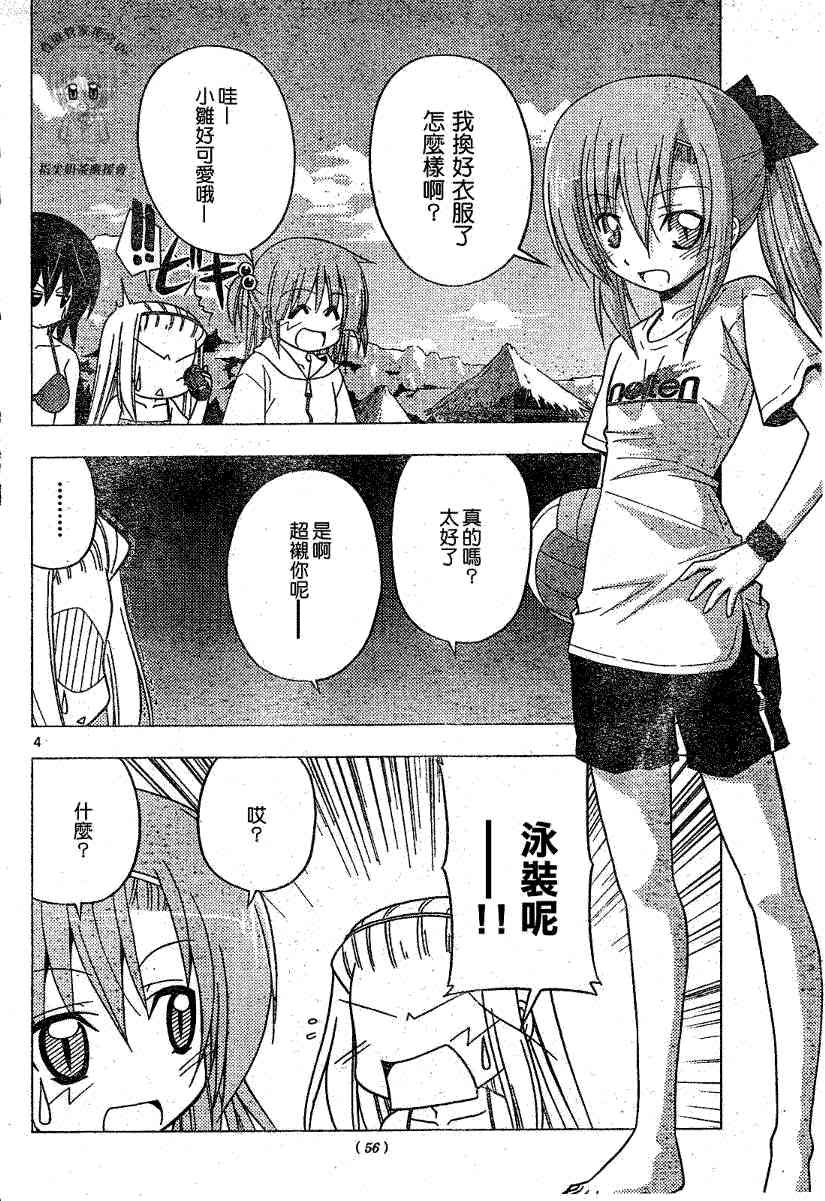 我換好衣服了
怎麼樣啊?
哇ー
小雛好可愛哦ー
!!
ビキ
molten
真的嗎?
太好了
是啊
超襯你呢——
………
4
泳裝呢
——!!
哎?
什麼?
(56)